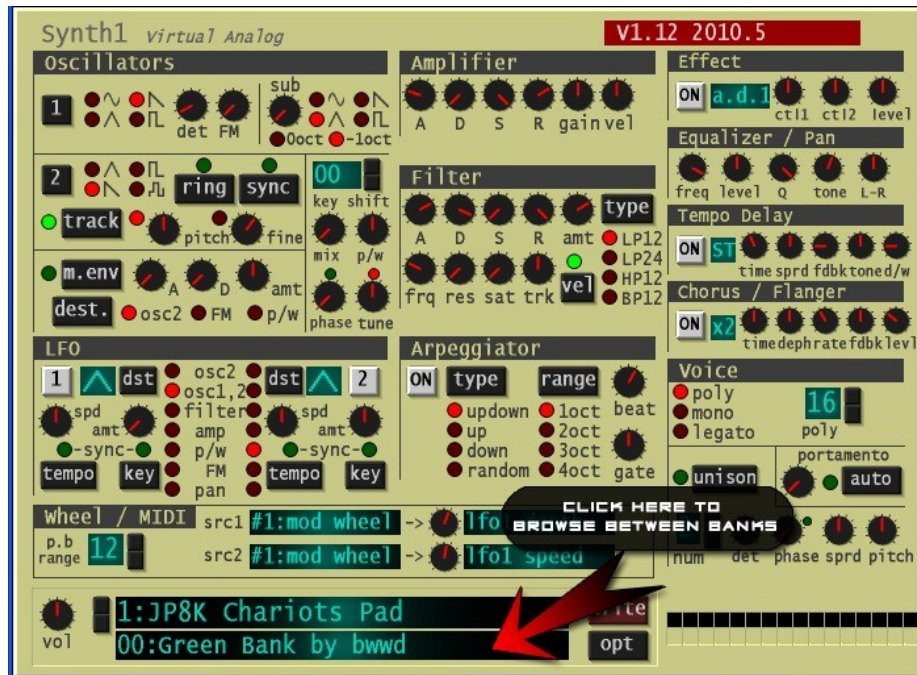 Synth1 Virtual Analog
V1.12 2010.5
Oscillators
1
det FM
sub
0oct -1oct
2
ring sync
track
pitch fine
m.env
A D amt
dest.
osc2 FM p/w
00
key shift
mix p/w
phase tune
Amplifier
A D S R gain vel
Filter
type
A D S R amt
LP12
LP24
HP12
BP12
frq res sat trk
vel
Effect
ON a.d.1
ctl1 ctl2 level
Equalizer / Pan
freq level Q tone L-R
Tempo Delay
ON ST
time sprd fdbk toned/w
Chorus / Flanger
ON x2
timedephratefdbk levl
LFO
1 dst
spd
amt
sync
tempo key
osc2
osc1,2
filter
amp
p/w
FM
pan
dst 2
spd
amt
sync
tempo key
Arpeggiator
ON type range
beat
updown
up
down
random
1oct
2oct
3oct
4oct
gate
Voice
poly
mono
legato
16
poly
portamento
unison
auto
num det phase sprd pitch
CLICK HERE TO
BROWSE BETWEEN BANKS
Wheel / MIDI
p.b
range 12
src1 #1:mod wheel -> lfo1
src2 #1:mod wheel -> lfo1 speed
vol
1:JP8K Chariots Pad
00:Green Bank by bwwd
opt